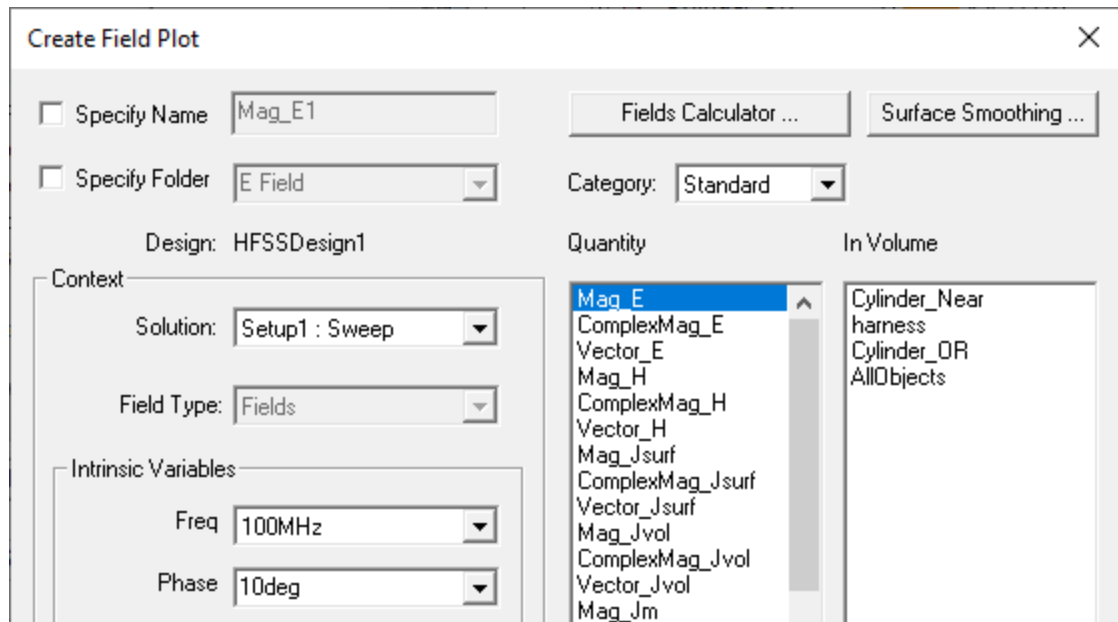 Create Field Plot
Specify Name Mag_E1 Fields Calculator ... Surface Smoothing ...
Specify Folder E Field Category: Standard
Design: HFSSDesign1 Quantity In Volume
Context
Solution: Setup1 : Sweep
Field Type: Fields
Intrinsic Variables
Freq 100MHz
Phase 10deg
Mag_E
ComplexMag_E
Vector_E
Mag_H
ComplexMag_H
Vector_H
Mag_Jsurf
ComplexMag_Jsurf
Vector_Jsurf
Mag_Jvol
ComplexMag_Jvol
Vector_Jvol
Mag_Jm
Cylinder_Near
harness
Cylinder_OR
AllObjects